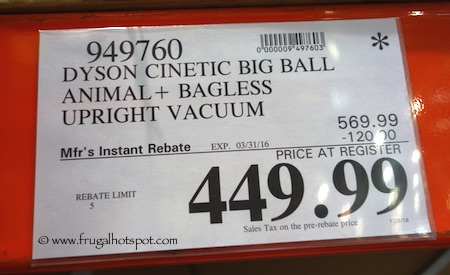 949760
0000009497603
*
DYSON CINETIC BIG BALL
ANIMAL+ BAGLESS
UPRIGHT VACUUM
569.99
-120.00
Mfr's Instant Rebate EXP. 03/31/16
PRICE AT REGISTER
REBATE LIMIT
5
449.99
Sales Tax on the pre-rebate price
© www.frugalhotspot.com